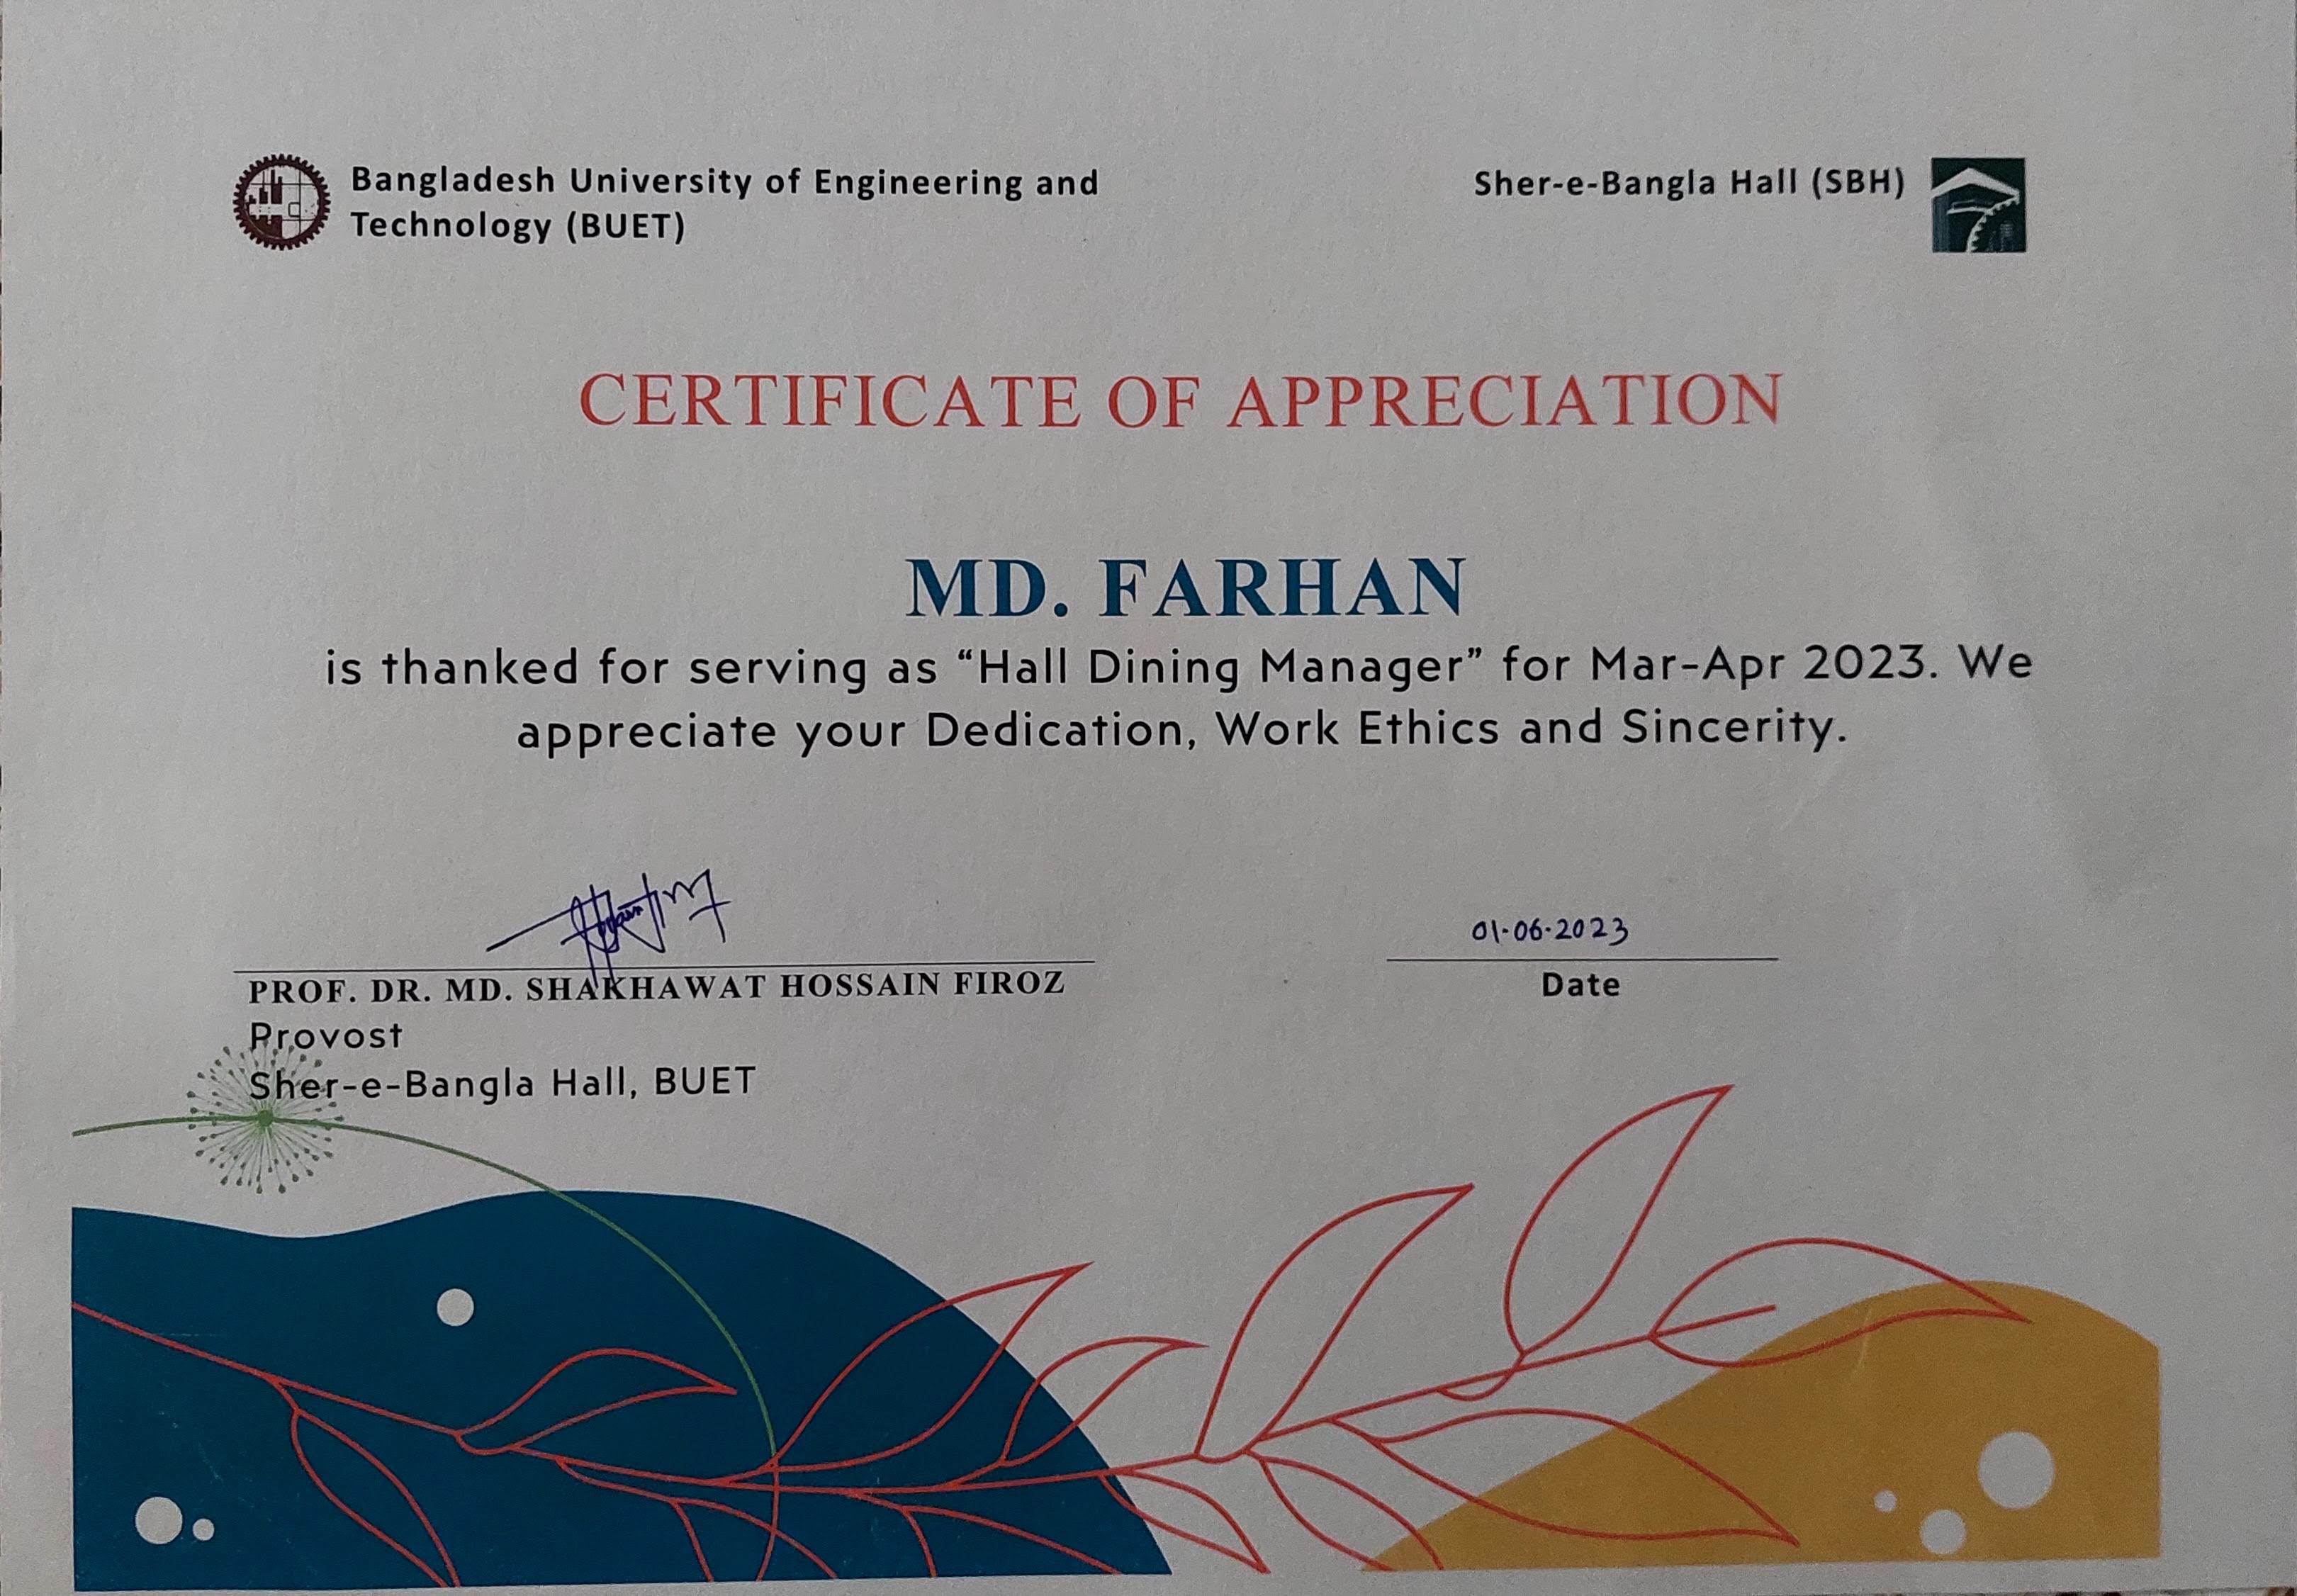 Bangladesh University of Engineering and
Technology (BUET)
Sher-e-Bangla Hall (SBH)
CERTIFICATE OF APPRECIATION
MD. FARHAN
is thanked for serving as “Hall Dining Manager” for Mar-Apr 2023. We
appreciate your Dedication, Work Ethics and Sincerity.
01-06-2023
PROF. DR. MD. SHAKHAWAT HOSSAIN FIROZ
Date
Provost
Sher-e-Bangla Hall, BUET